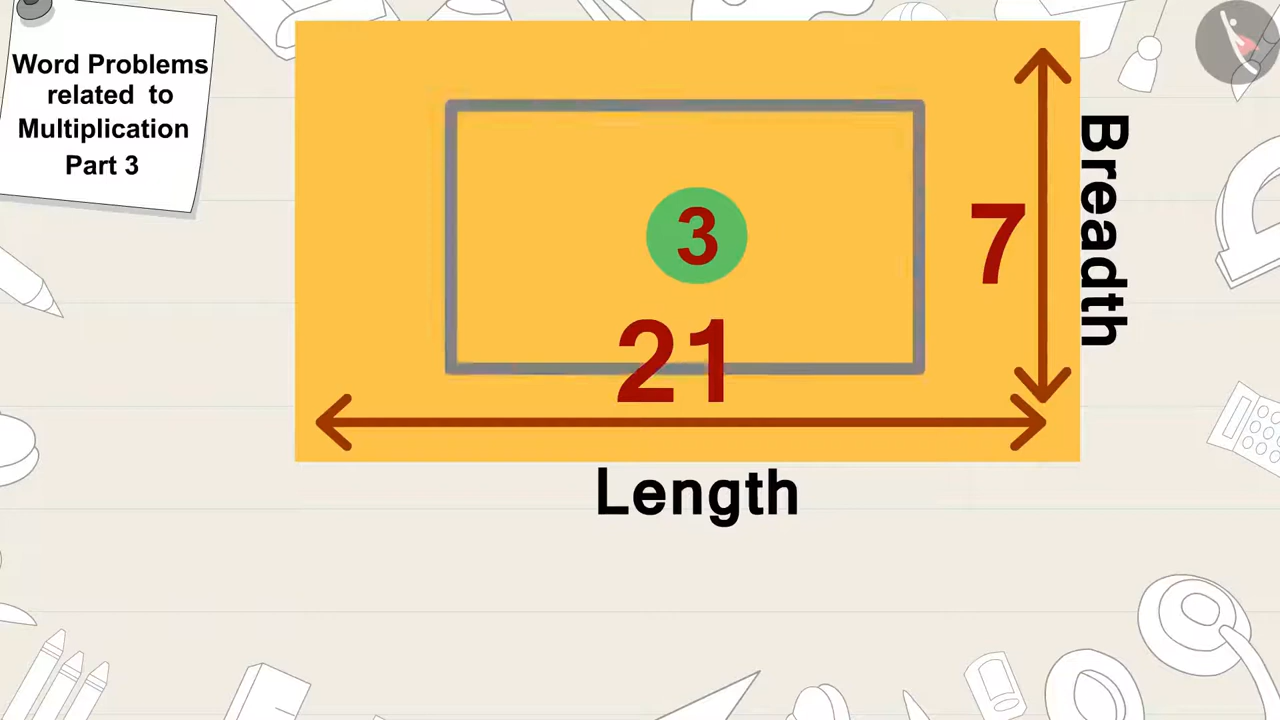 Word Problems
related to
Multiplication
Part 3
3
7
21
Breadth
Length